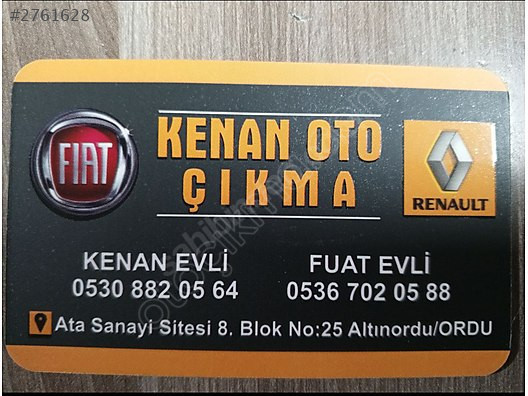 #2761628
FIAT
KENAN OTO
ÇIKMA
RENAULT
KENAN EVLİ
0530 882 05 64
FUAT EVLİ
0536 702 05 88
Ata Sanayi Sitesi 8. Blok No:25 Altınordu/ORDU